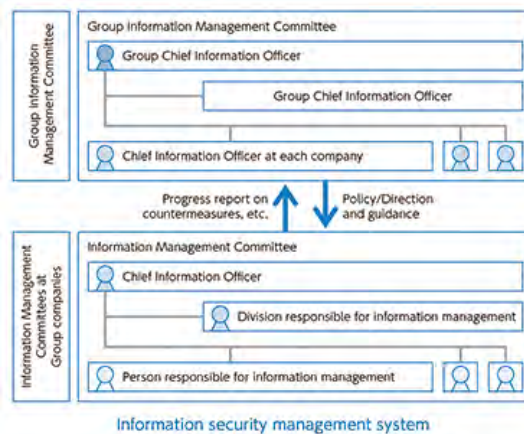 Group Information
Management Committee
Group Information Management Committee
Group Chief Information Officer
Group Chief Information Officer
Chief Information Officer at each company
Progress report on
countermeasures, etc.
Policy/Direction
and guidance
Information Management
Committees at
Group companies
Information Management Committee
Chief Information Officer
Division responsible for information management
Person responsible for information management
Information security management system